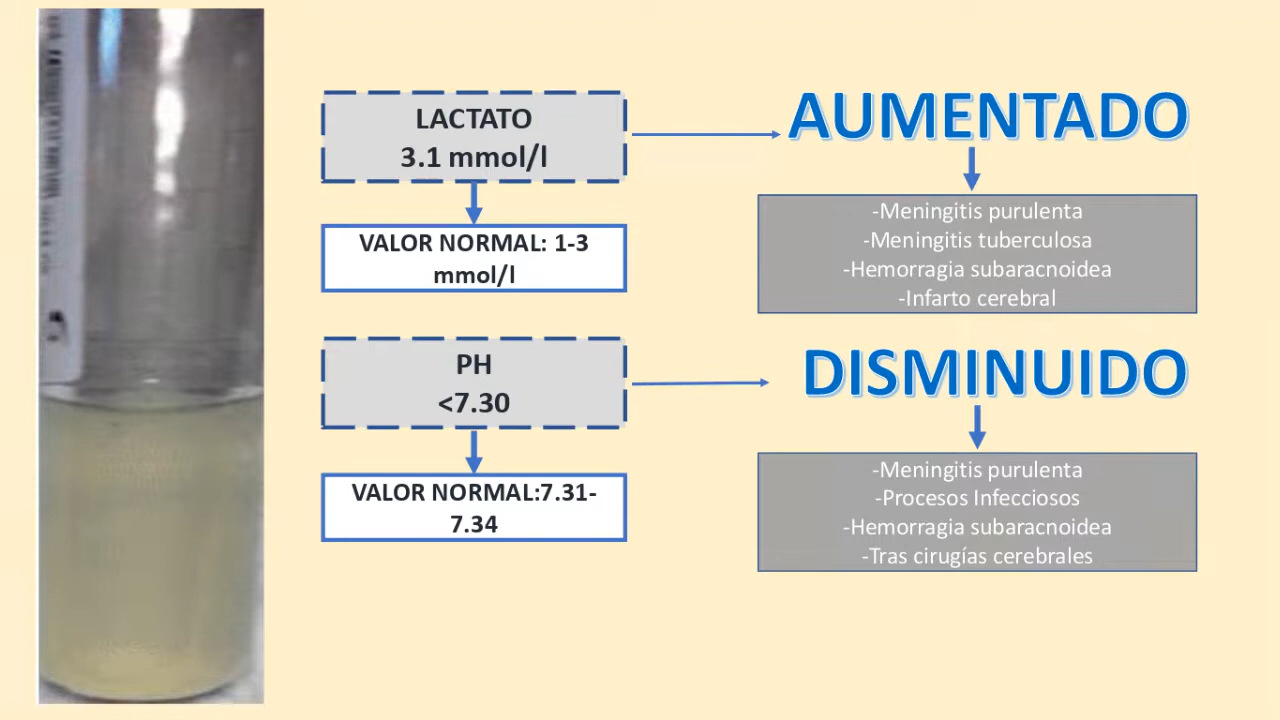 LACTATO
3.1 mmol/l
AUMENTADO
VALOR NORMAL: 1-3
mmol/l
-Meningitis purulenta
-Meningitis tuberculosa
-Hemorragia subaracnoidea
-Infarto cerebral
PH
<7.30
DISMINUIDO
VALOR NORMAL:7.31-
7.34
-Meningitis purulenta
-Procesos Infecciosos
-Hemorragia subaracnoidea
-Tras cirugías cerebrales